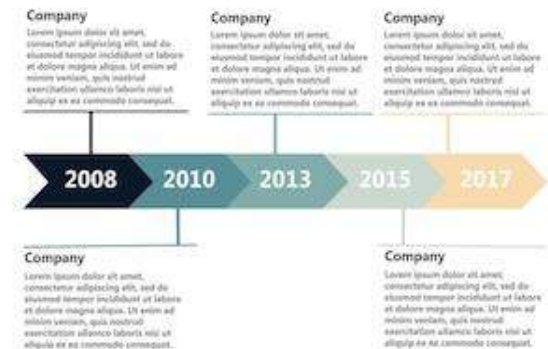 Company
Lorem ipsum dolor sit amet,
consectetur adipiscing elit, sed do
eiusmod tempor incididunt ut labore
et dolore magna aliqua. Ut enim ad
minim veniam, quis nostrud
exercitation ullamco laboris nisi ut
aliquip ex ea commodo consequat.
Company
Lorem ipsum dolor sit amet,
consectetur adipiscing elit, sed do
eiusmod tempor incididunt ut labore
et dolore magna aliqua. Ut enim ad
minim veniam, quis nostrud
exercitation ullamco laboris nisi ut
aliquip ex ea commodo consequat.
Company
Lorem ipsum dolor sit amet,
consectetur adipiscing elit, sed do
eiusmod tempor incididunt ut labore
et dolore magna aliqua. Ut enim ad
minim veniam, quis nostrud
exercitation ullamco laboris nisi ut
aliquip ex ea commodo consequat.
2008 2010 2013 2015 2017
Company
Lorem ipsum dolor sit amet,
consectetur adipiscing elit, sed do
eiusmod tempor incididunt ut labore
et dolore magna aliqua. Ut enim ad
minim veniam, quis nostrud
exercitation ullamco laboris nisi ut
aliquip ex ea commodo consequat.
Company
Lorem ipsum dolor sit amet,
consectetur adipiscing elit, sed do
eiusmod tempor incididunt ut labore
et dolore magna aliqua. Ut enim ad
minim veniam, quis nostrud
exercitation ullamco laboris nisi ut
aliquip ex ea commodo consequat.